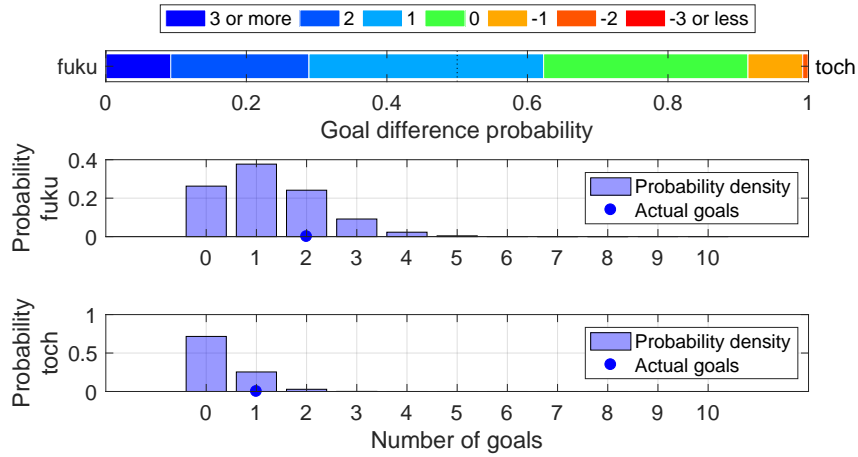 3 or more 2 1 0 -1 -2 -3 or less
fuku toch
0 0.2 0.4 0.6 0.8 1
Goal difference probability
Probability
fuku
0.4
0.2
0
Probability density
Actual goals
0 1 2 3 4 5 6 7 8 9 10
Probability
toch
1
0.5
0
Probability density
Actual goals
0 1 2 3 4 5 6 7 8 9 10
Number of goals